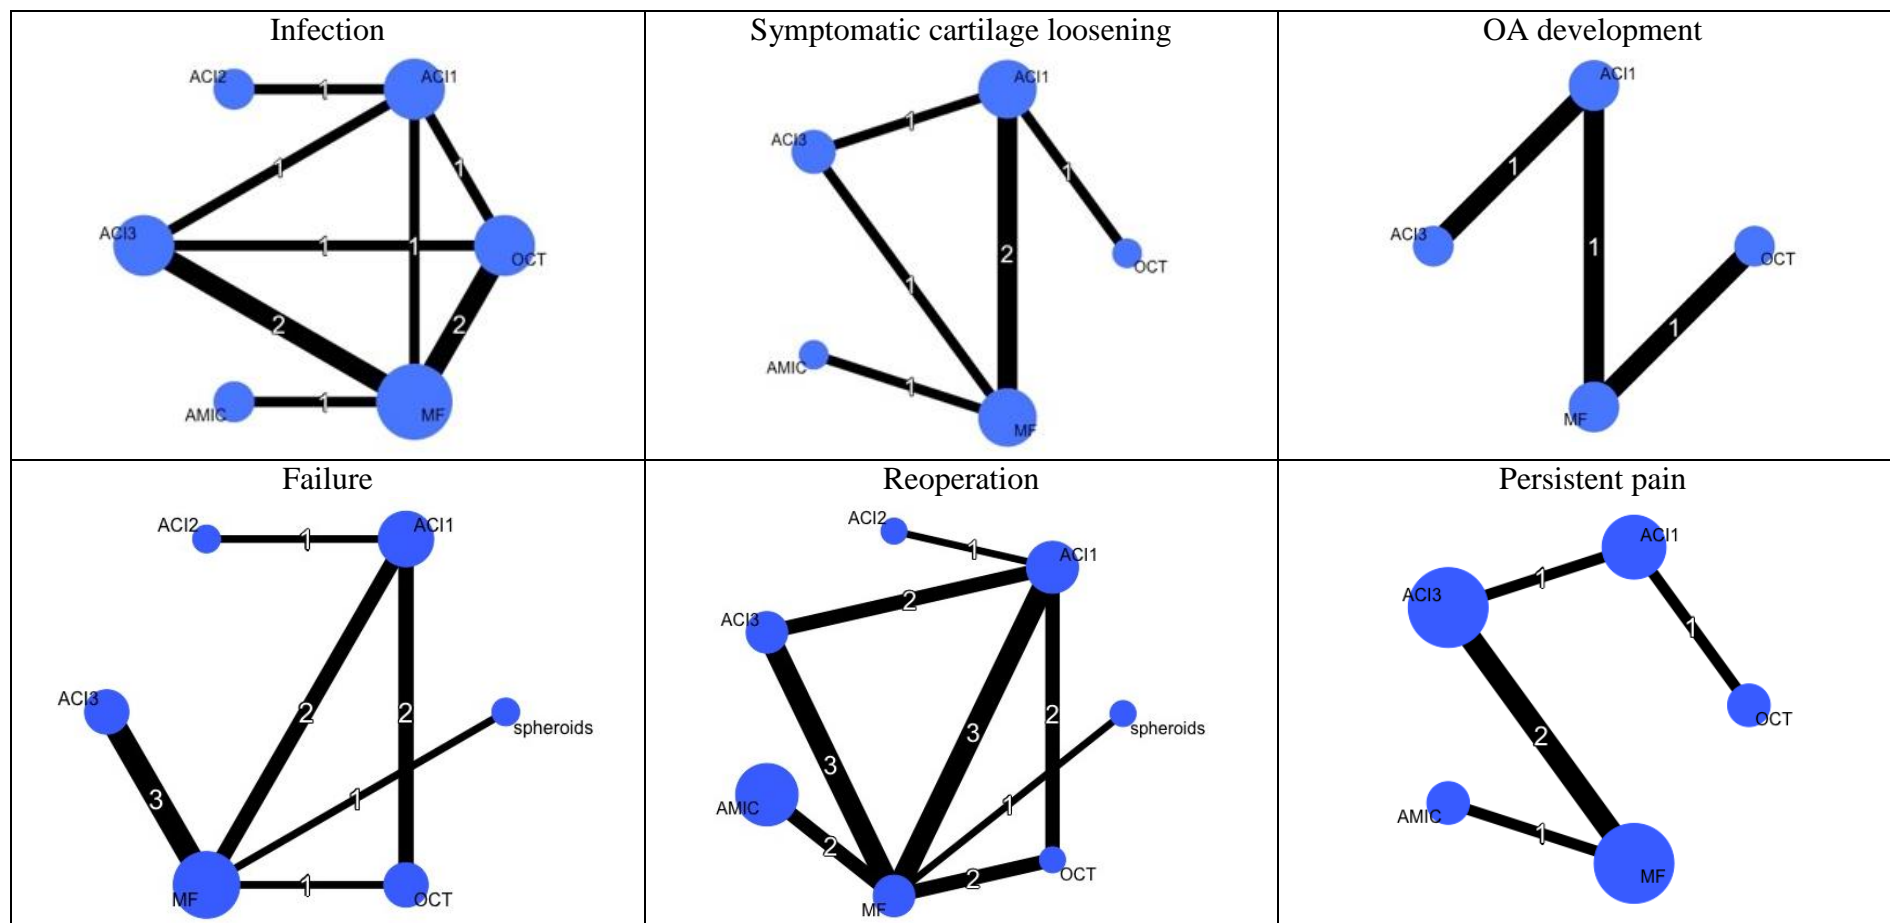 Infection
ACI2
1
ACI1
1
1
ACI3
1
1
OCT
2
2
AMIC
1
MF
Symptomatic cartilage loosening
ACI1
1
ACI3
1
2
OCT
1
AMIC
1
MF
OA development
ACI1
1
ACI3
1
OCT
1
MF
Failure
ACI2
1
ACI1
ACI3
2
2
spheroids
3
1
MF
1
OCT
Reoperation
ACI2
1
ACI1
2
ACI3
2
3
spheroids
3
AMIC
1
2
2
OCT
MF
Persistent pain
ACI1
1
ACI3
1
OCT
2
AMIC
1
MF